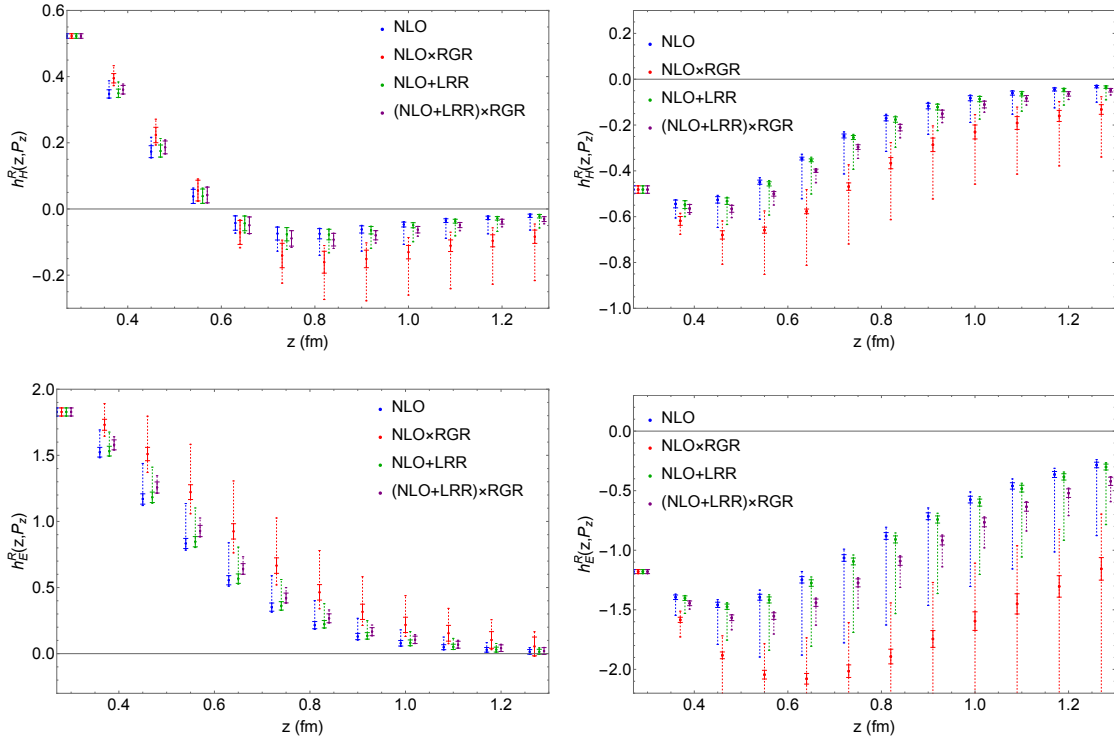 0.6
0.4
0.2
0.0
−0.2
0.4
0.6
0.8
1.0
1.2
z (fm)
h_H^R(z,P_z)
NLO
NLO×RGR
NLO+LRR
(NLO+LRR)×RGR
0.2
0.0
−0.2
−0.4
−0.6
−0.8
−1.0
0.4
0.6
0.8
1.0
1.2
z (fm)
h_H^R(z,P_z)
NLO
NLO×RGR
NLO+LRR
(NLO+LRR)×RGR
2.0
1.5
1.0
0.5
0.0
0.4
0.6
0.8
1.0
1.2
z (fm)
h_E^R(z,P_z)
NLO
NLO×RGR
NLO+LRR
(NLO+LRR)×RGR
0.0
−0.5
−1.0
−1.5
−2.0
0.4
0.6
0.8
1.0
1.2
z (fm)
h_E^R(z,P_z)
NLO
NLO×RGR
NLO+LRR
(NLO+LRR)×RGR